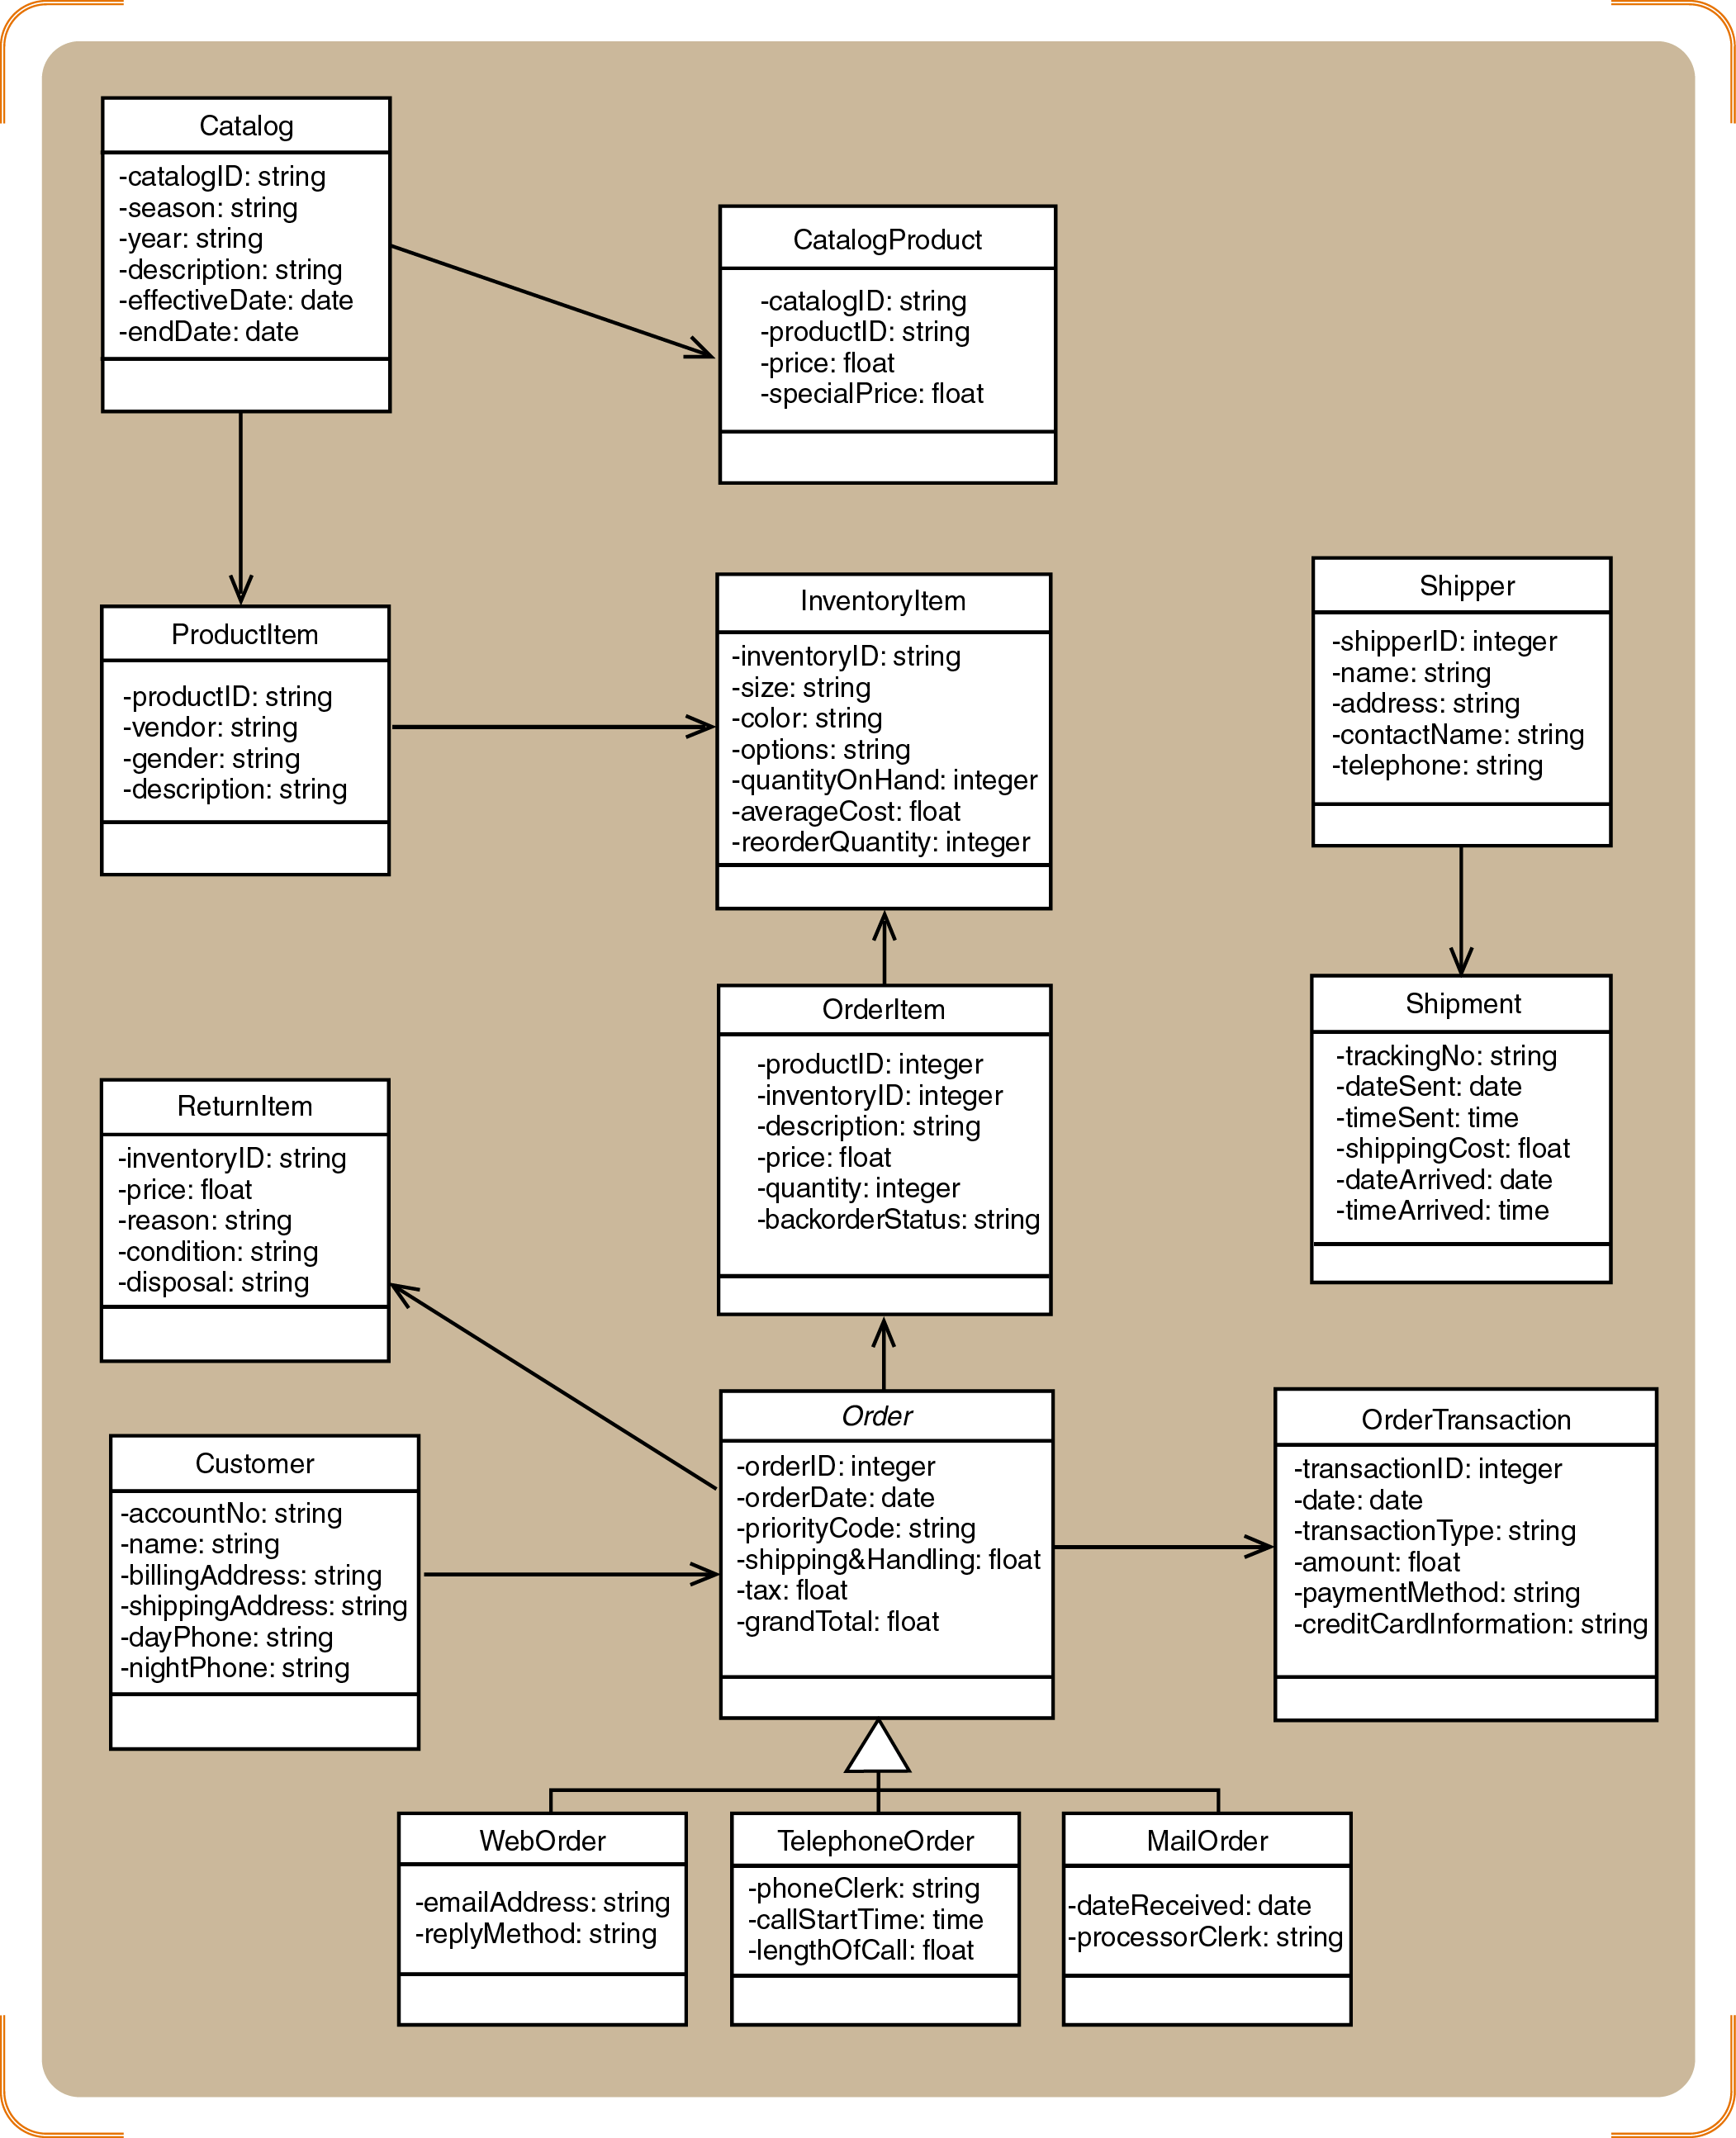 Catalog
-catalogID: string
-season: string
-year: string
-description: string
-effectiveDate: date
-endDate: date
CatalogProduct
-catalogID: string
-productID: string
-price: float
-specialPrice: float
ProductItem
-productID: string
-vendor: string
-gender: string
-description: string
InventoryItem
-inventoryID: string
-size: string
-color: string
-options: string
-quantityOnHand: integer
-averageCost: float
-reorderQuantity: integer
Shipper
-shipperID: integer
-name: string
-address: string
-contactName: string
-telephone: string
OrderItem
-productID: integer
-inventoryID: integer
-description: string
-price: float
-quantity: integer
-backorderStatus: string
Shipment
-trackingNo: string
-dateSent: date
-timeSent: time
-shippingCost: float
-dateArrived: date
-timeArrived: time
ReturnItem
-inventoryID: string
-price: float
-reason: string
-condition: string
-disposal: string
Customer
-accountNo: string
-name: string
-billingAddress: string
-shippingAddress: string
-dayPhone: string
-nightPhone: string
Order
-orderID: integer
-orderDate: date
-priorityCode: string
-shipping&Handling: float
-tax: float
-grandTotal: float
OrderTransaction
-transactionID: integer
-date: date
-transactionType: string
-amount: float
-paymentMethod: string
-creditCardInformation: string
WebOrder
-emailAddress: string
-replyMethod: string
TelephoneOrder
-phoneClerk: string
-callStartTime: time
-lengthOfCall: float
MailOrder
-dateReceived: date
-processorClerk: string